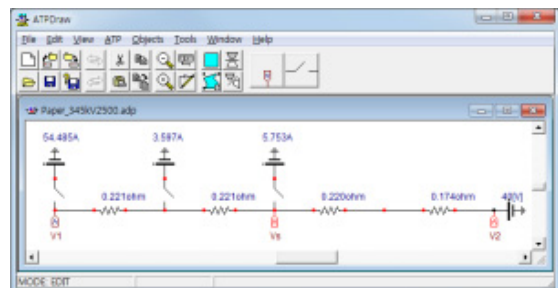 ATPDraw
File Edit View ATP Objects Tools Window Help
Paper_345kV2500.adp
54.485A 3.597A 5.753A
0.221ohm 0.221ohm 0.220ohm 0.174ohm 40[V]
V1 Vs V2
MODE: EDIT